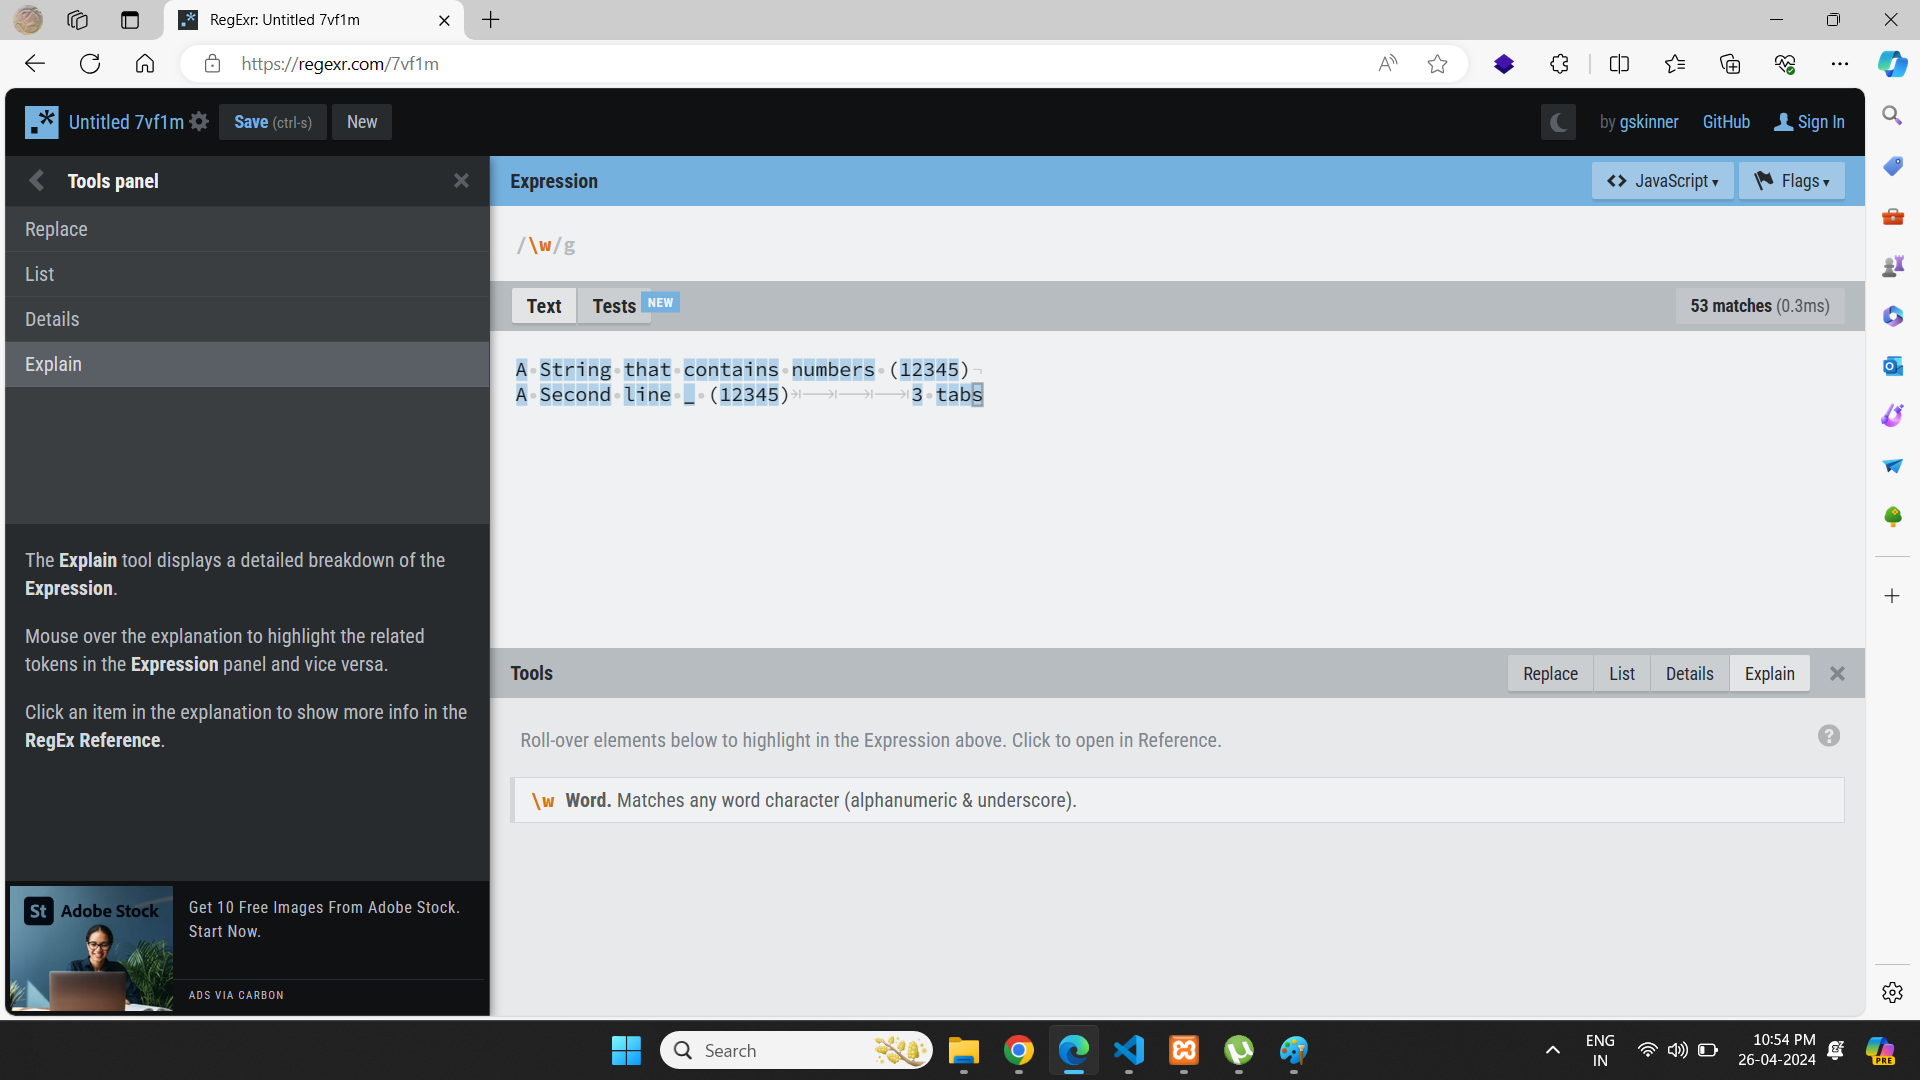 RegExr: Untitled 7vf1m
https://regexr.com/7vf1m
.*
Untitled 7vf1m
Save (ctrl-s)
New
by gskinner
GitHub
Sign In
Tools panel
Replace
List
Details
Explain
The Explain tool displays a detailed breakdown of the
Expression.
Mouse over the explanation to highlight the related
tokens in the Expression panel and vice versa.
Click an item in the explanation to show more info in the
RegEx Reference.
St Adobe Stock
Get 10 Free Images From Adobe Stock.
Start Now.
ADS VIA CARBON
Expression
<> JavaScript ▾
Flags ▾
/\w/g
Text
Tests
NEW
53 matches (0.3ms)
A String that contains numbers (12345)
A Second line _ (12345) 3 tabs
Tools
Replace
List
Details
Explain
Roll-over elements below to highlight in the Expression above. Click to open in Reference.
?
\w Word. Matches any word character (alphanumeric & underscore).
Search
ENG
IN
10:54 PM
26-04-2024
PRE